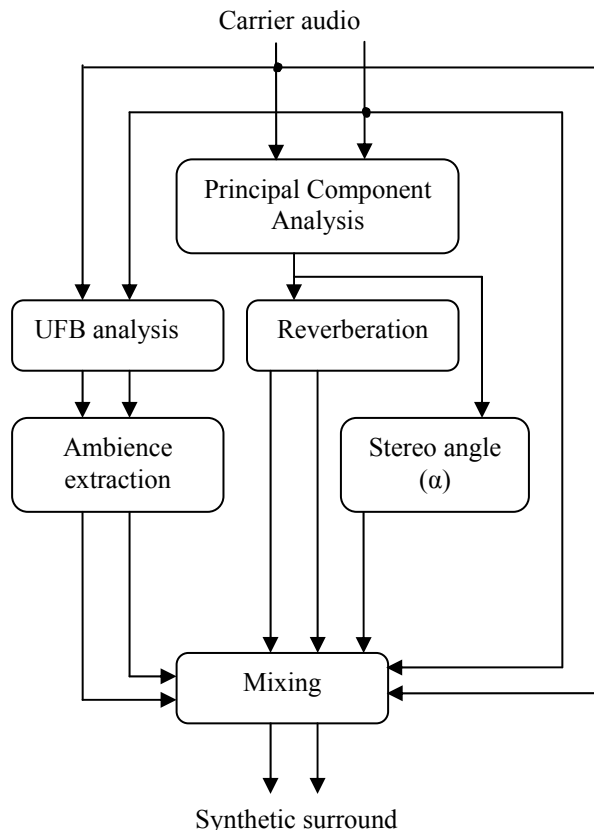 Carrier audio
Principal Component
Analysis
UFB analysis
Reverberation
Ambience
extraction
Stereo angle
(α)
Mixing
Synthetic surround